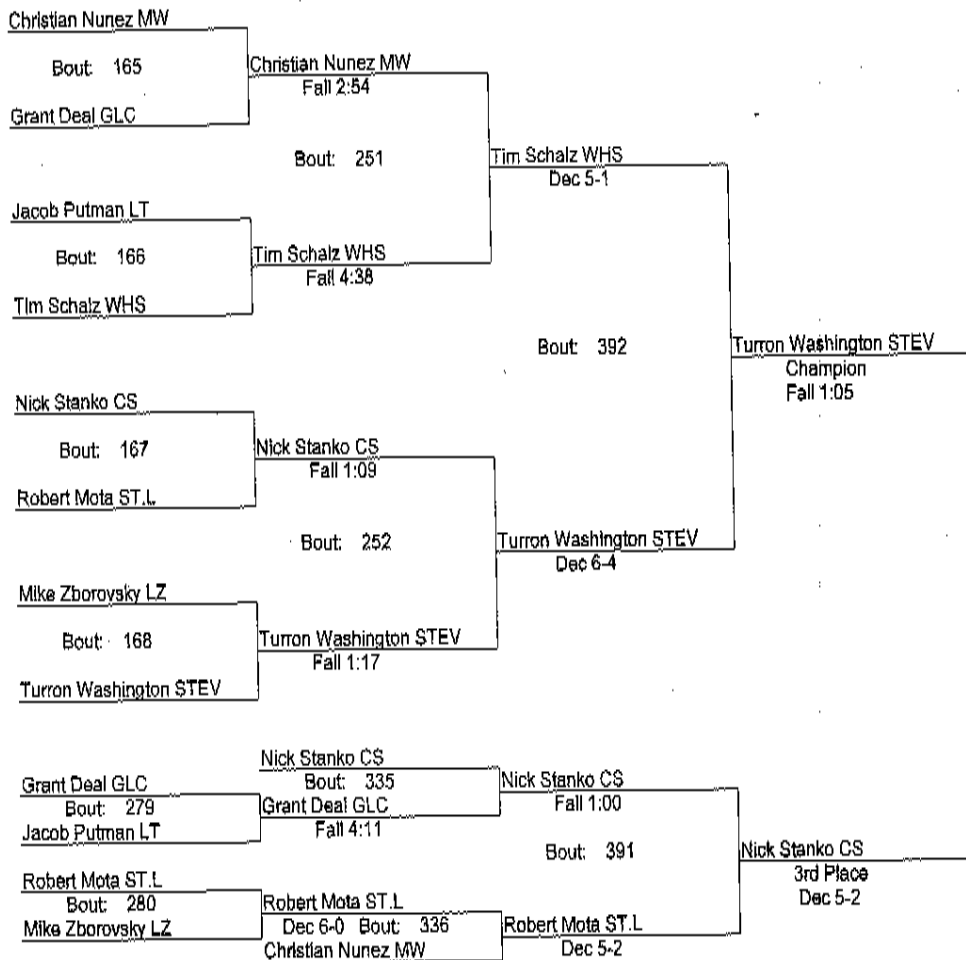 Christian Nunez MW
Bout: 165
Christian Nunez MW
Fall 2:54
Grant Deal GLC
Bout: 251
Tim Schalz WHS
Dec 5-1
Jacob Putman LT
Bout: 166
Tim Schalz WHS
Fall 4:38
Tim Schalz WHS
Bout: 392
Turron Washington STEV
Champion
Fall 1:05
Nick Stanko CS
Bout: 167
Nick Stanko CS
Fall 1:09
Robert Mota ST.L
Bout: 252
Turron Washington STEV
Dec 6-4
Mike Zborovsky LZ
Bout: 168
Turron Washington STEV
Fall 1:17
Turron Washington STEV
Nick Stanko CS
Bout: 335
Nick Stanko CS
Fall 1:00
Grant Deal GLC
Bout: 279
Grant Deal GLC
Fall 4:11
Jacob Putman LT
Bout: 391
Nick Stanko CS
3rd Place
Dec 5-2
Robert Mota ST.L
Bout: 280
Robert Mota ST.L
Dec 6-0 Bout: 336
Robert Mota ST.L
Dec 5-2
Mike Zborovsky LZ
Christian Nunez MW